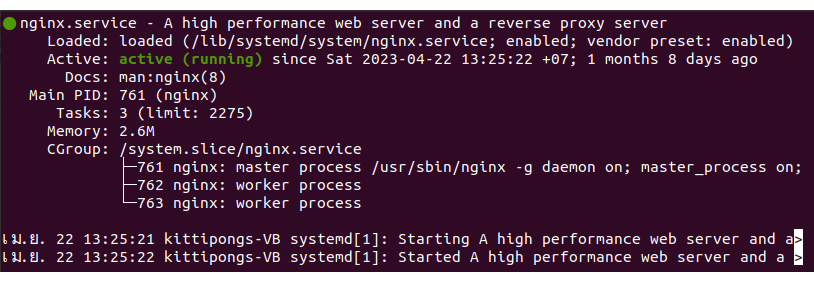 ● nginx.service - A high performance web server and a reverse proxy server
Loaded: loaded (/lib/systemd/system/nginx.service; enabled; vendor preset: enabled)
Active: active (running) since Sat 2023-04-22 13:25:22 +07; 1 months 8 days ago
Docs: man:nginx(8)
Main PID: 761 (nginx)
Tasks: 3 (limit: 2275)
Memory: 2.6M
CGroup: /system.slice/nginx.service
├─761 nginx: master process /usr/sbin/nginx -g daemon on; master_process on;
├─762 nginx: worker process
└─763 nginx: worker process
เม.ย. 22 13:25:21 kittipongs-VB systemd[1]: Starting A high performance web server and a>
เม.ย. 22 13:25:22 kittipongs-VB systemd[1]: Started A high performance web server and a >